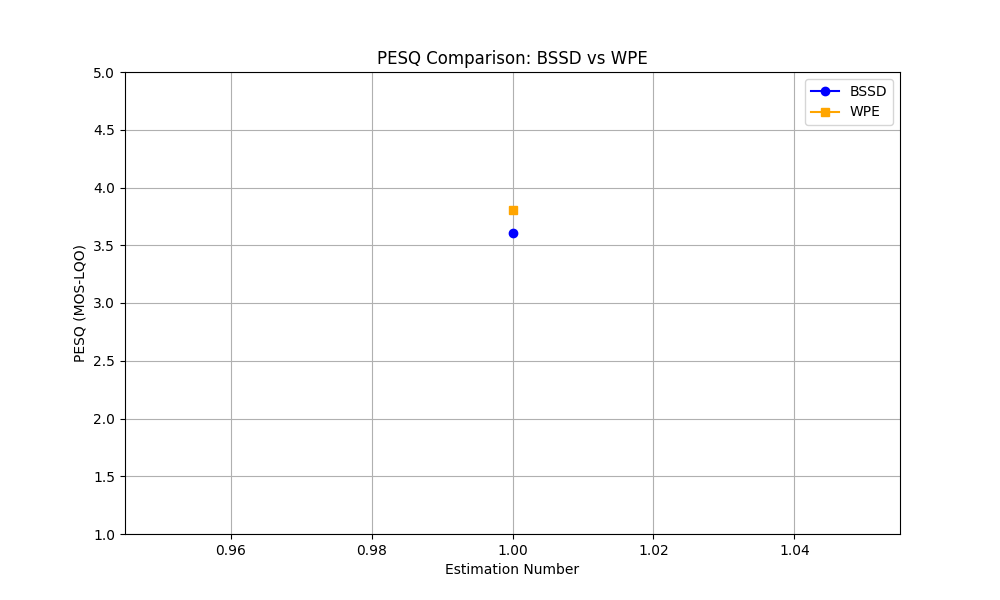 PESQ Comparison: BSSD vs WPE
BSSD
WPE
PESQ (MOS-LQO)
5.0
4.5
4.0
3.5
3.0
2.5
2.0
1.5
1.0
0.96 0.98 1.00 1.02 1.04
Estimation Number